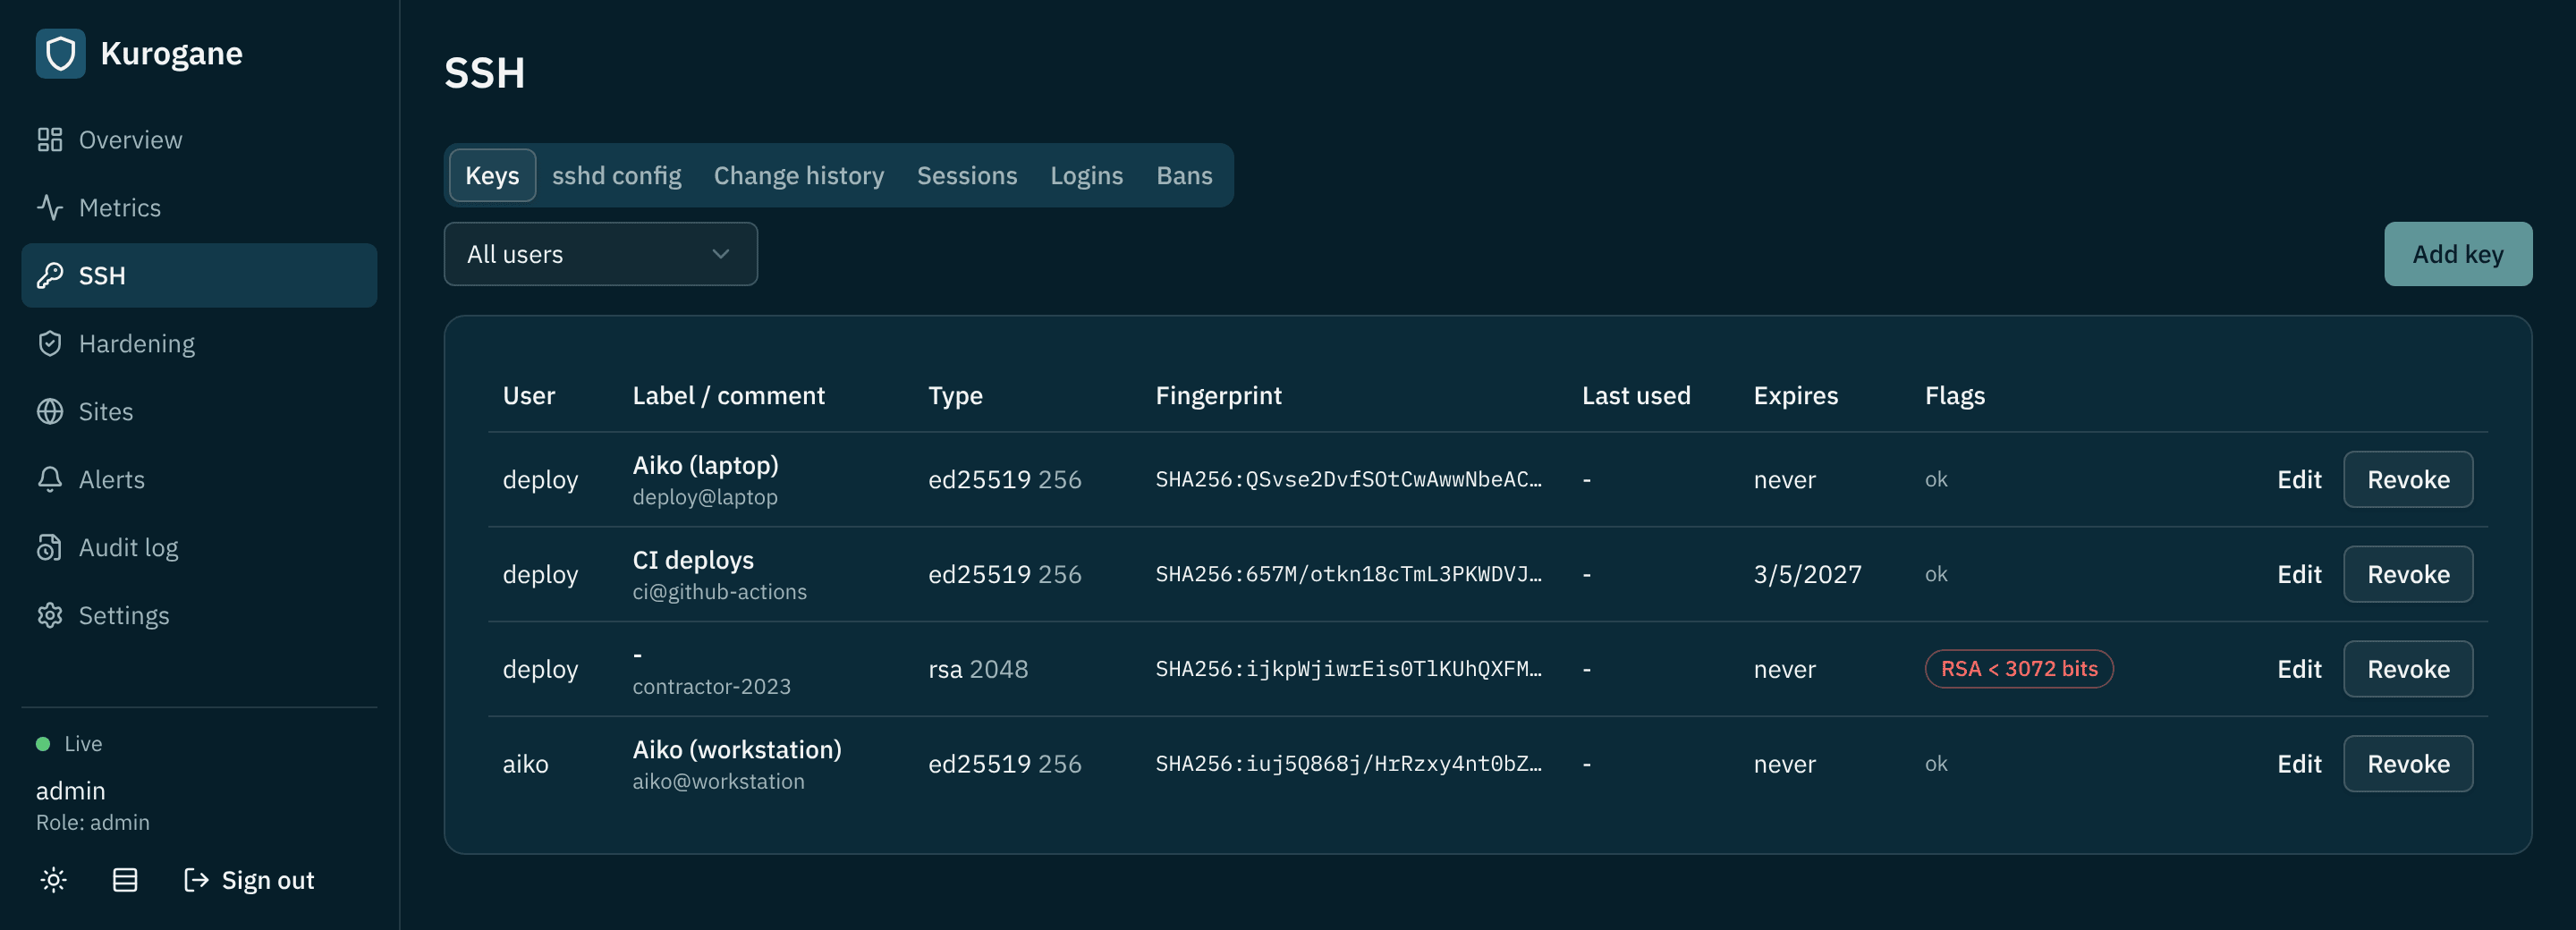 Kurogane
Overview
Metrics
SSH
Hardening
Sites
Alerts
Audit log
Settings
Live
admin
Role: admin
Sign out
SSH
Keys sshd config Change history Sessions Logins Bans
All users
Add key
User Label / comment Type Fingerprint Last used Expires Flags
deploy Aiko (laptop) ed25519 256 SHA256:QSvse2DvfSOtCwAwwNbeAC… - never ok Edit Revoke
deploy@laptop
deploy CI deploys ed25519 256 SHA256:657M/otkn18cTmL3PKWDVJ… - 3/5/2027 ok Edit Revoke
ci@github-actions
deploy - rsa 2048 SHA256:ijkpWjiwrEis0TlKUhQXFM… - never RSA < 3072 bits Edit Revoke
contractor-2023
aiko Aiko (workstation) ed25519 256 SHA256:iuj5Q868j/HrRzxy4nt0bZ… - never ok Edit Revoke
aiko@workstation